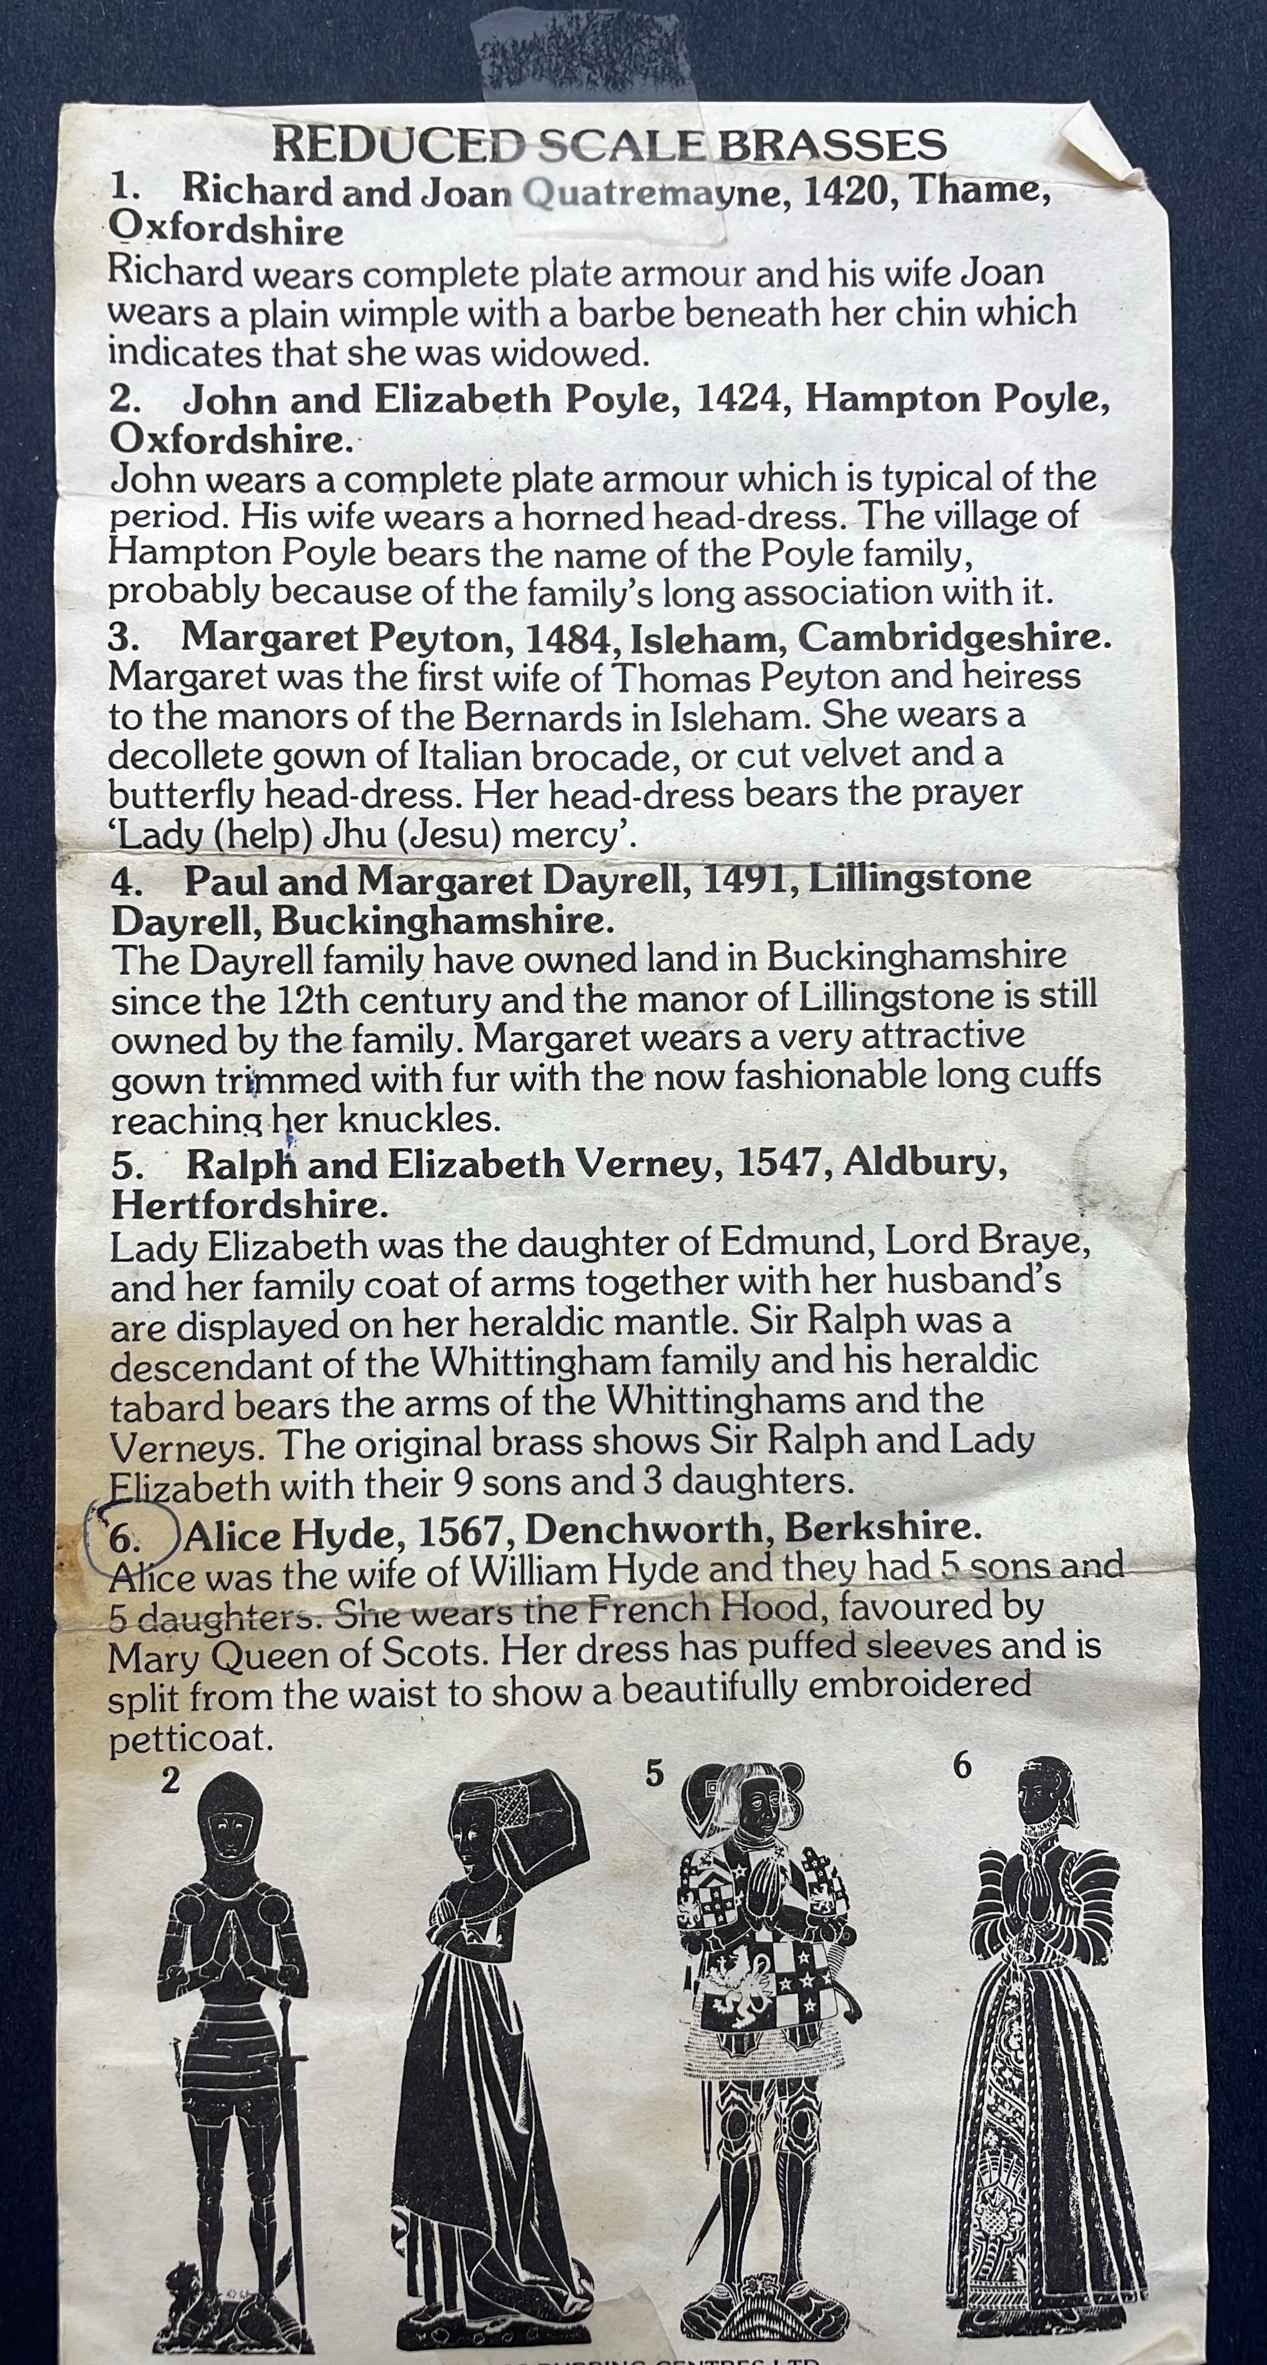 REDUCED SCALE BRASSES
1. Richard and Joan Quatremayne, 1420, Thame,
Oxfordshire
Richard wears complete plate armour and his wife Joan
wears a plain wimple with a barbe beneath her chin which
indicates that she was widowed.
2. John and Elizabeth Poyle, 1424, Hampton Poyle,
Oxfordshire.
John wears a complete plate armour which is typical of the
period. His wife wears a horned head-dress. The village of
Hampton Poyle bears the name of the Poyle family,
probably because of the family's long association with it.
3. Margaret Peyton, 1484, Isleham, Cambridgeshire.
Margaret was the first wife of Thomas Peyton and heiress
to the manors of the Bernards in Isleham. She wears a
decollete gown of Italian brocade, or cut velvet and a
butterfly head-dress. Her head-dress bears the prayer
‘Lady (help) Jhu (Jesu) mercy’.
4. Paul and Margaret Dayrell, 1491, Lillingstone
Dayrell, Buckinghamshire.
The Dayrell family have owned land in Buckinghamshire
since the 12th century and the manor of Lillingstone is still
owned by the family. Margaret wears a very attractive
gown trimmed with fur with the now fashionable long cuffs
reaching her knuckles.
5. Ralph and Elizabeth Verney, 1547, Aldbury,
Hertfordshire.
Lady Elizabeth was the daughter of Edmund, Lord Braye,
and her family coat of arms together with her husband's
are displayed on her heraldic mantle. Sir Ralph was a
descendant of the Whittingham family and his heraldic
tabard bears the arms of the Whittinghams and the
Verneys. The original brass shows Sir Ralph and Lady
Elizabeth with their 9 sons and 3 daughters.
6. Alice Hyde, 1567, Denchworth, Berkshire.
Alice was the wife of William Hyde and they had 5 sons and
5 daughters. She wears the French Hood, favoured by
Mary Queen of Scots. Her dress has puffed sleeves and is
split from the waist to show a beautifully embroidered
petticoat.
2 5 6
RUBBING CENTRES LTD